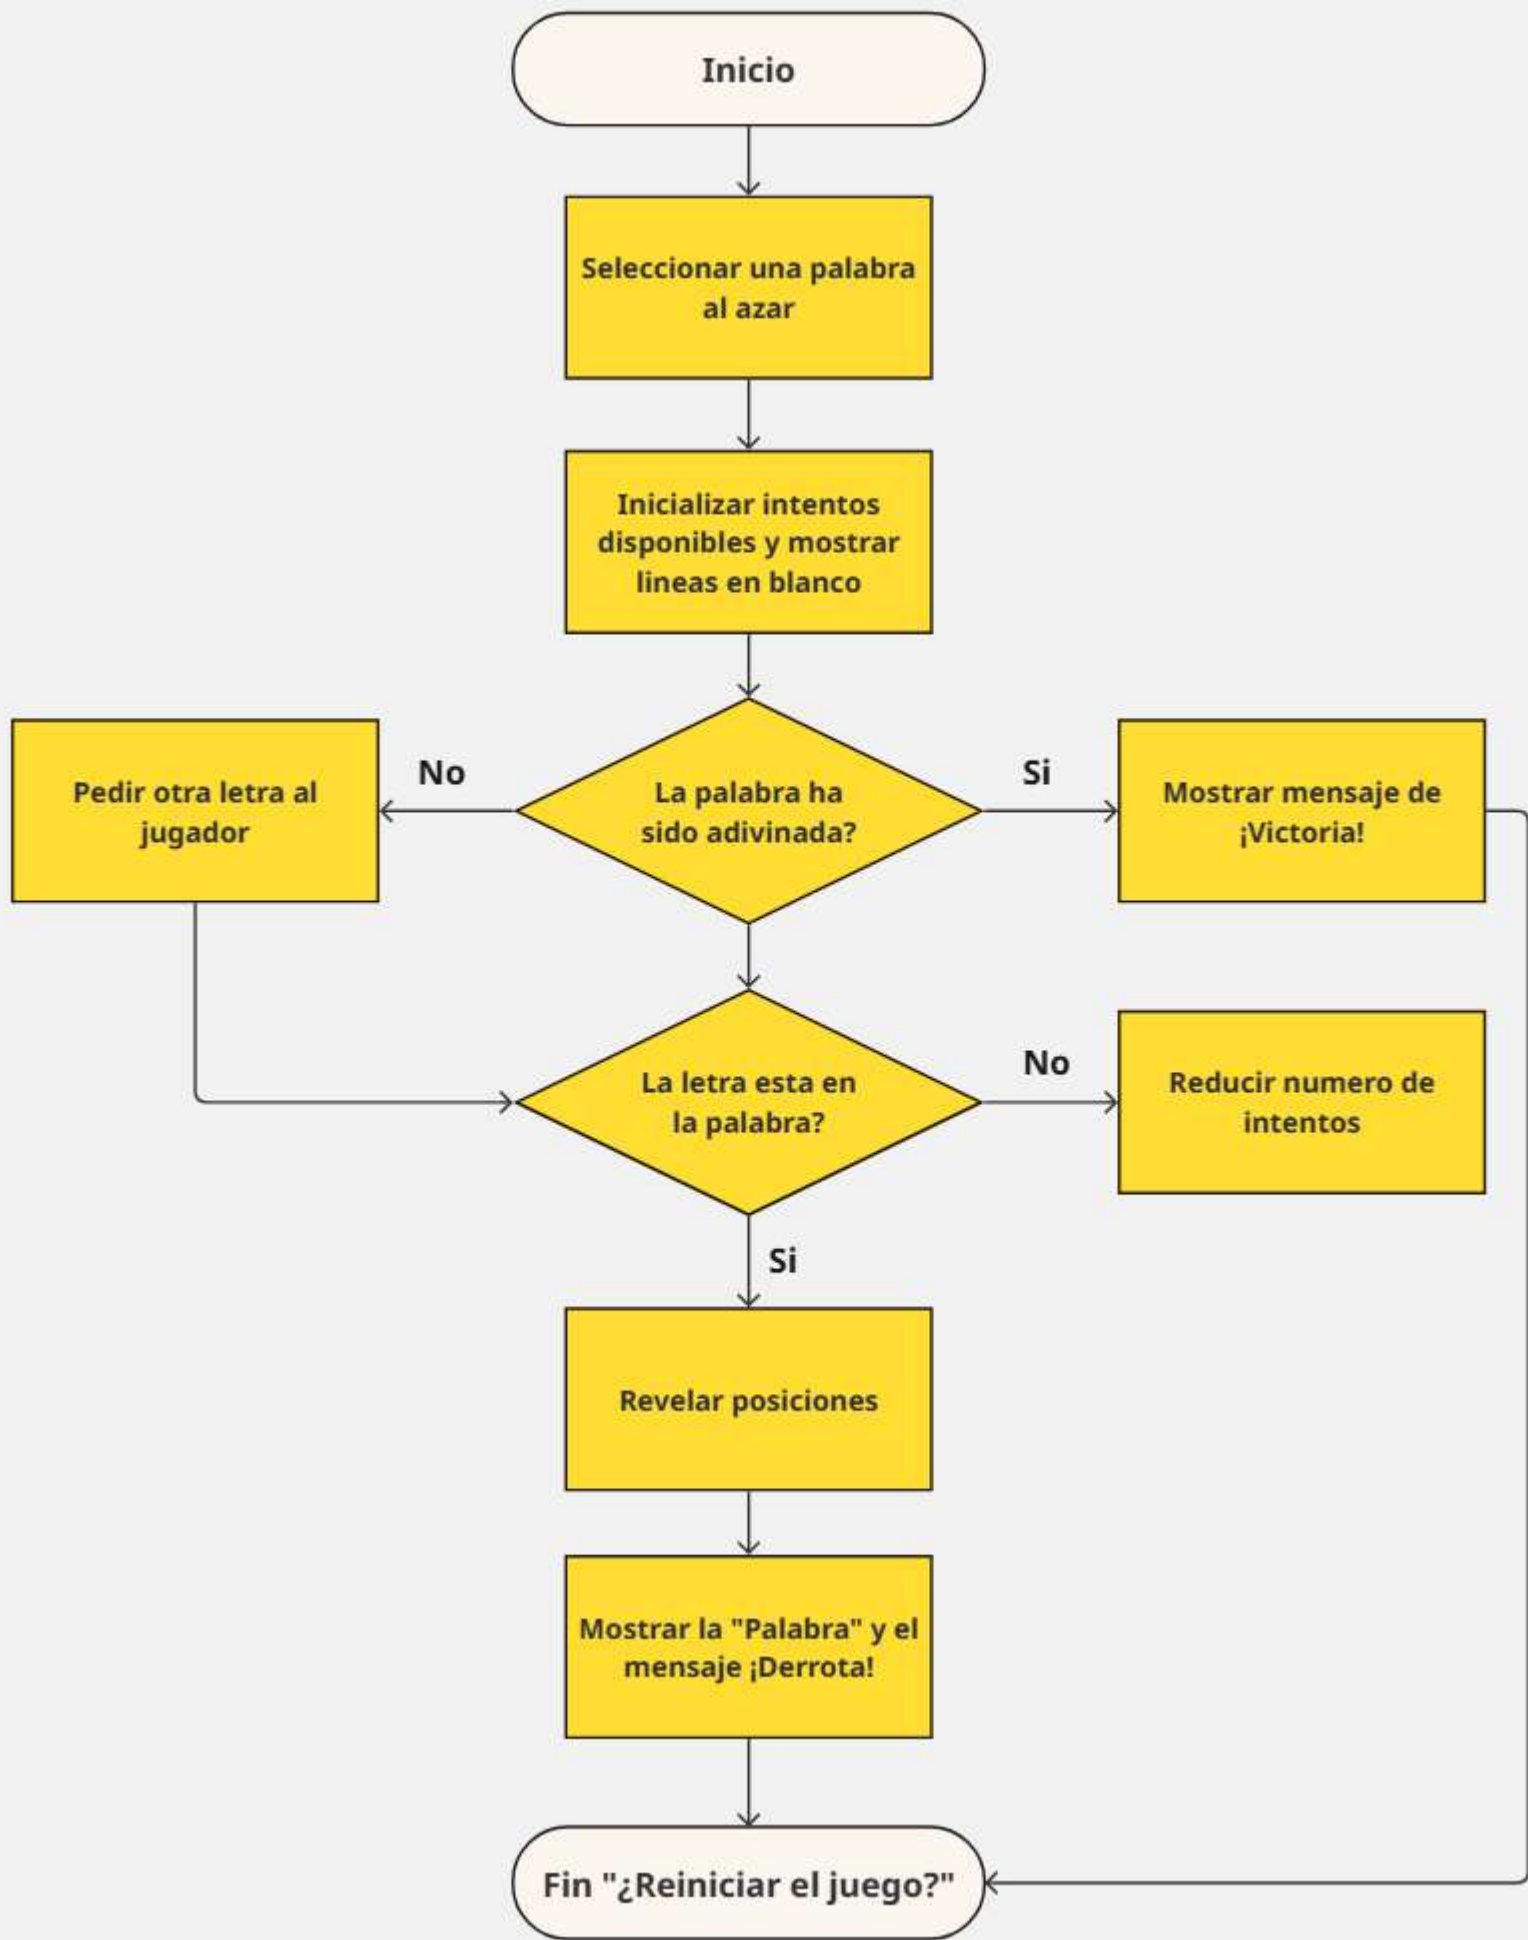 Inicio
Seleccionar una palabra
al azar
Inicializar intentos
disponibles y mostrar
lineas en blanco
Pedir otra letra al
jugador
No
La palabra ha
sido adivinada?
Si
Mostrar mensaje de
¡Victoria!
La letra esta en
la palabra?
No
Reducir numero de
intentos
Si
Revelar posiciones
Mostrar la "Palabra" y el
mensaje ¡Derrota!
Fin "¿Reiniciar el juego?"